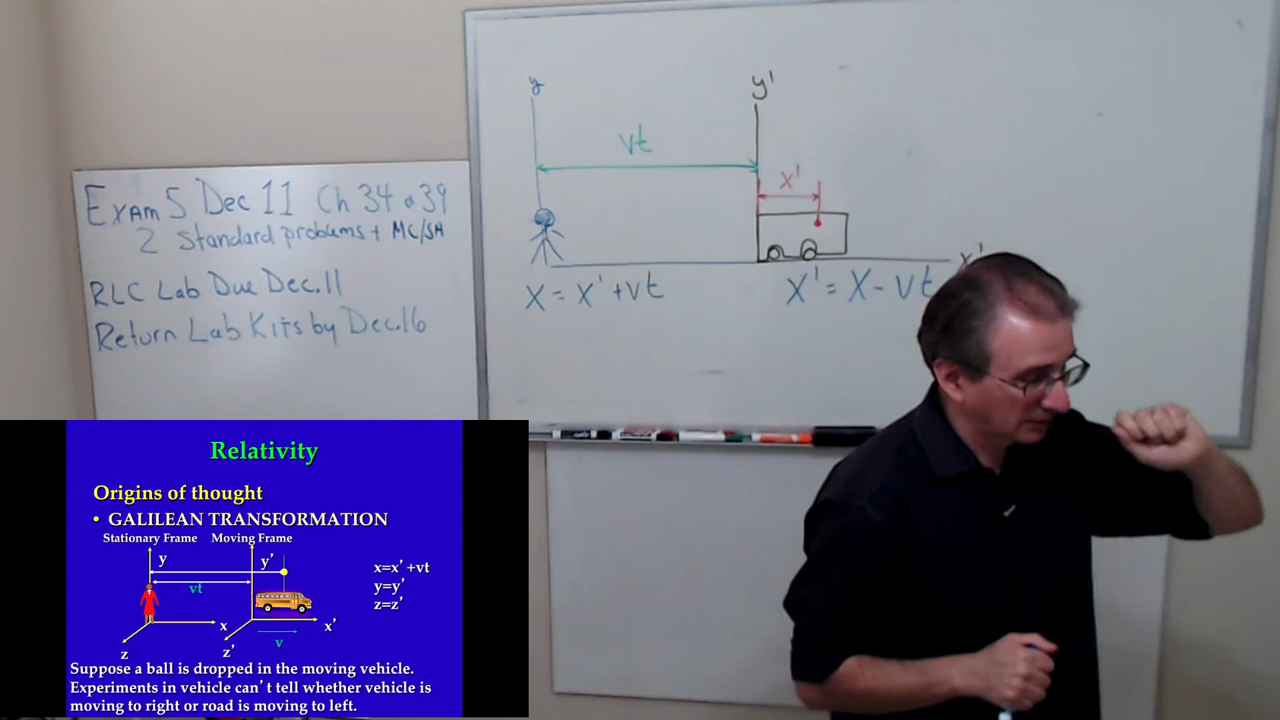 Exam 5 Dec 11 Ch 34 & 39
2 Standard problems + MC/SA
RLC Lab Due Dec. 11
Return Lab Kits by Dec. 16
y
y'
vt
x'
x'
x = x' + vt
x' = x - vt
Relativity
Origins of thought
• GALILEAN TRANSFORMATION
Stationary Frame Moving Frame
y
y'
vt
x=x'+vt
y=y'
z=z'
x
x'
z
z'
v
Suppose a ball is dropped in the moving vehicle.
Experiments in vehicle can't tell whether vehicle is
moving to right or road is moving to left.